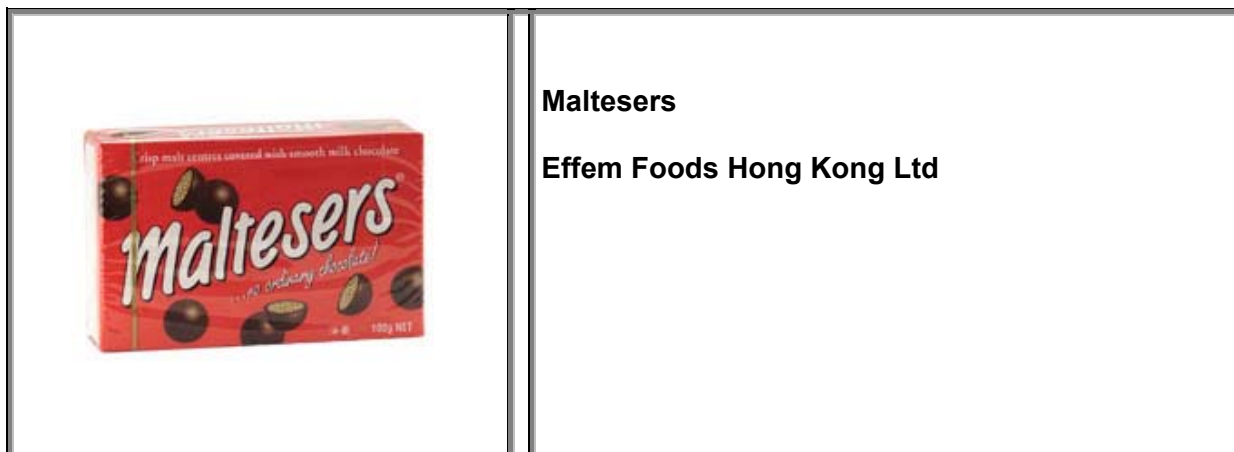 Maltesers
Effem Foods Hong Kong Ltd
crisp malt centres covered with smooth milk chocolate
Maltesers
Maltesers®
...no ordinary chocolate!
100g NET